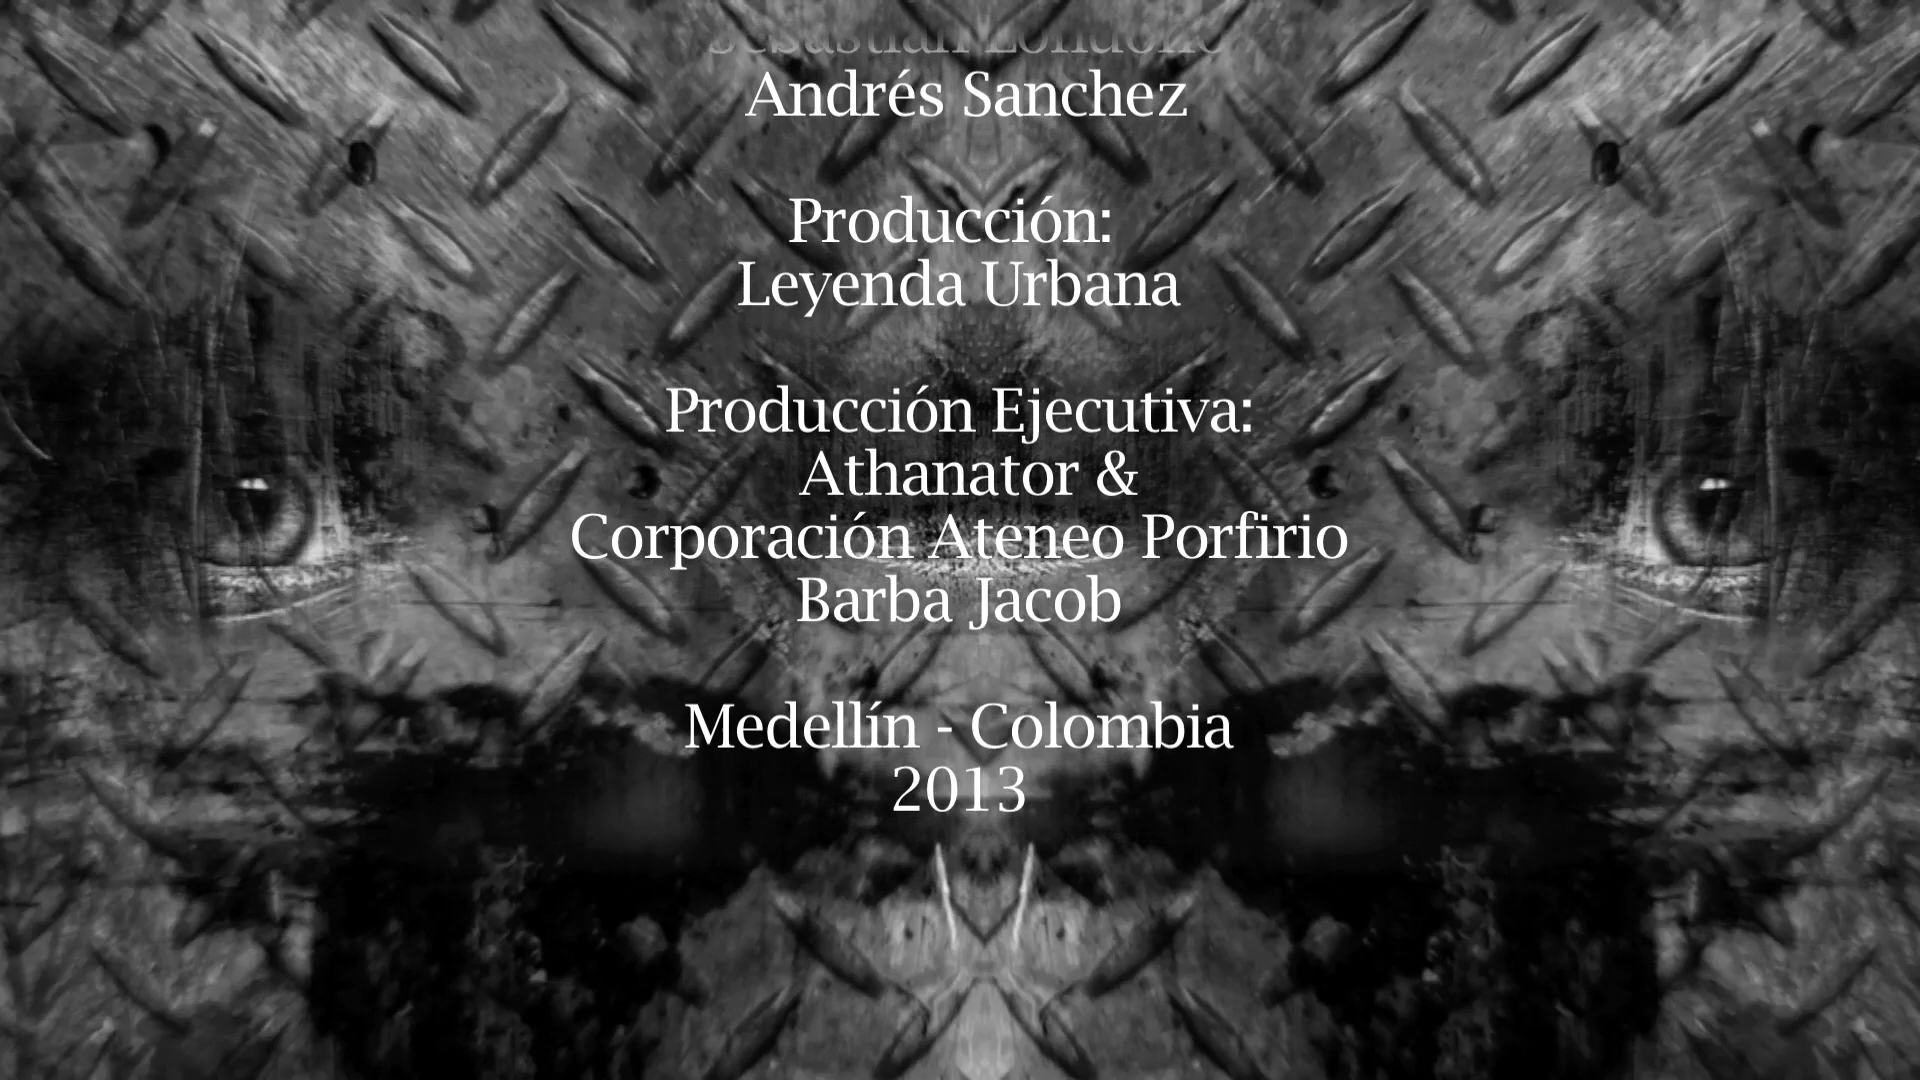 Andrés Sanchez
Producción:
Leyenda Urbana
Producción Ejecutiva:
Athanator &
Corporación Ateneo Porfirio
Barba Jacob
Medellín - Colombia
2013